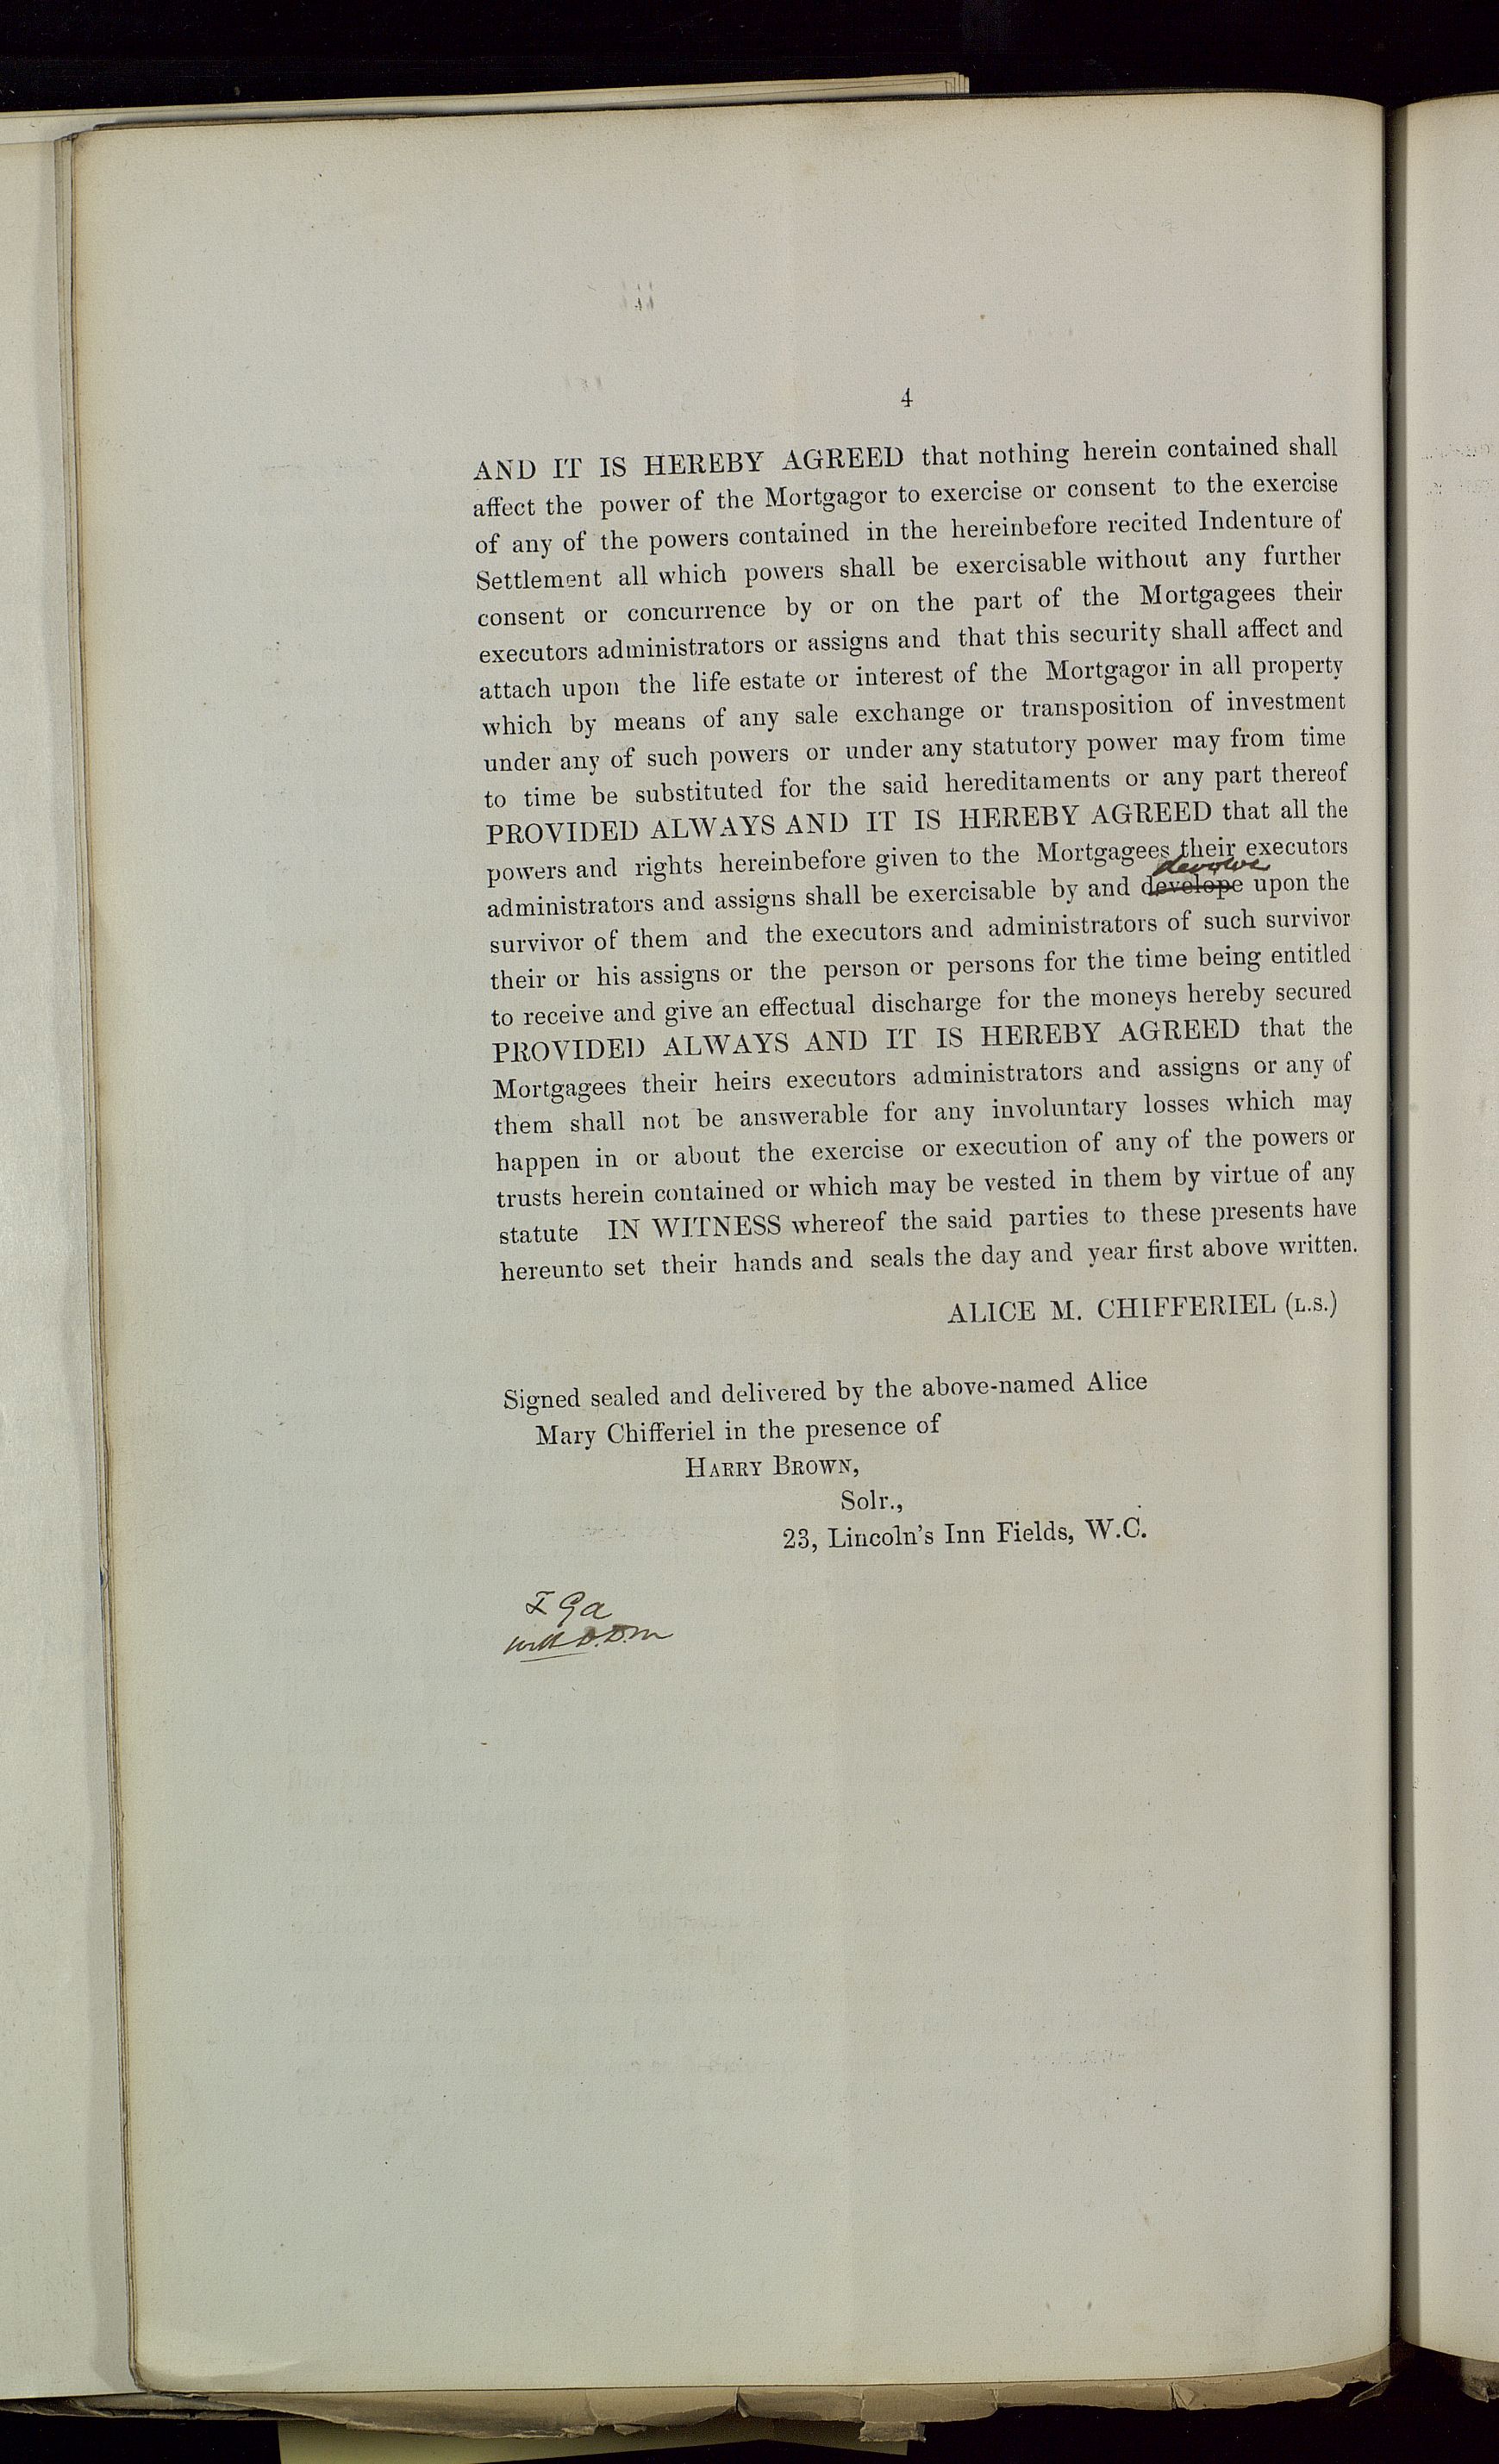 4
AND IT IS HEREBY AGREED that nothing herein contained shall
affect the power of the Mortgagor to exercise or consent to the exercise
of any of the powers contained in the hereinbefore recited Indenture of
Settlement all which powers shall be exercisable without any further
consent or concurrence by or on the part of the Mortgagees their
executors administrators or assigns and that this security shall affect and
attach upon the life estate or interest of the Mortgagor in all property
which by means of any sale exchange or transposition of investment
under any of such powers or under any statutory power may from time
to time be substituted for the said hereditaments or any part thereof
PROVIDED ALWAYS AND IT IS HEREBY AGREED that all the
powers and rights hereinbefore given to the Mortgagees their executors
devolve
administrators and assigns shall be exercisable by and develope upon the
survivor of them and the executors and administrators of such survivor
their or his assigns or the person or persons for the time being entitled
to receive and give an effectual discharge for the moneys hereby secured
PROVIDED ALWAYS AND IT IS HEREBY AGREED that the
Mortgagees their heirs executors administrators and assigns or any of
them shall not be answerable for any involuntary losses which may
happen in or about the exercise or execution of any of the powers or
trusts herein contained or which may be vested in them by virtue of any
statute IN WITNESS whereof the said parties to these presents have
hereunto set their hands and seals the day and year first above written.
ALICE M. CHIFFERIEL (L.S.)
Signed sealed and delivered by the above-named Alice
Mary Chifferiel in the presence of
HARRY BROWN,
Solr.,
23, Lincoln's Inn Fields, W.C.